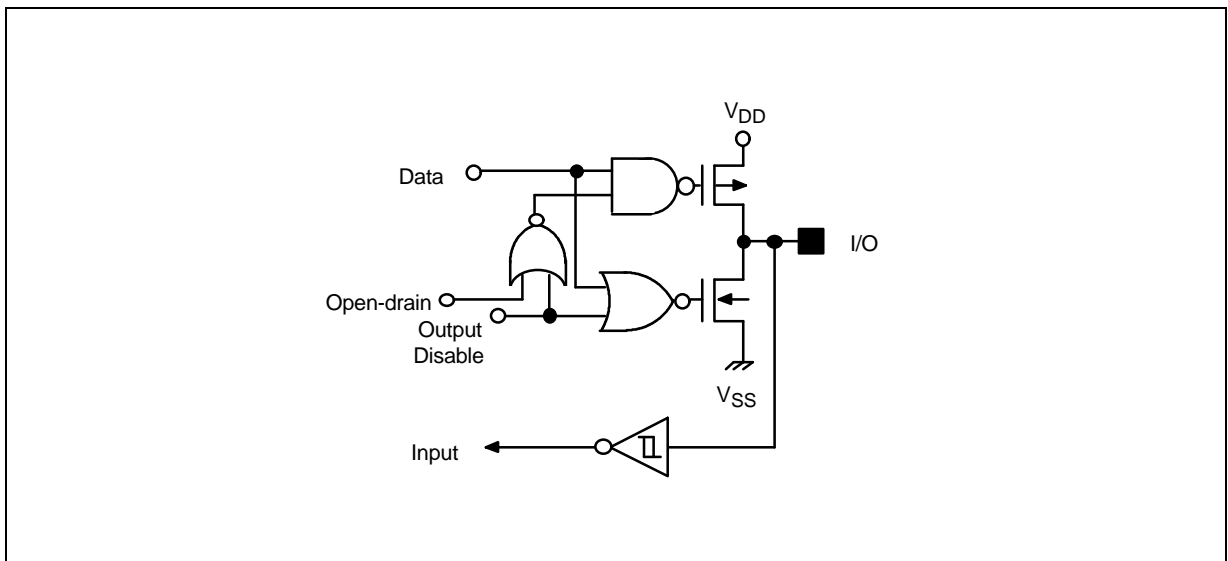 VDD
Data
I/O
Open-drain
Output
Disable
VSS
Input